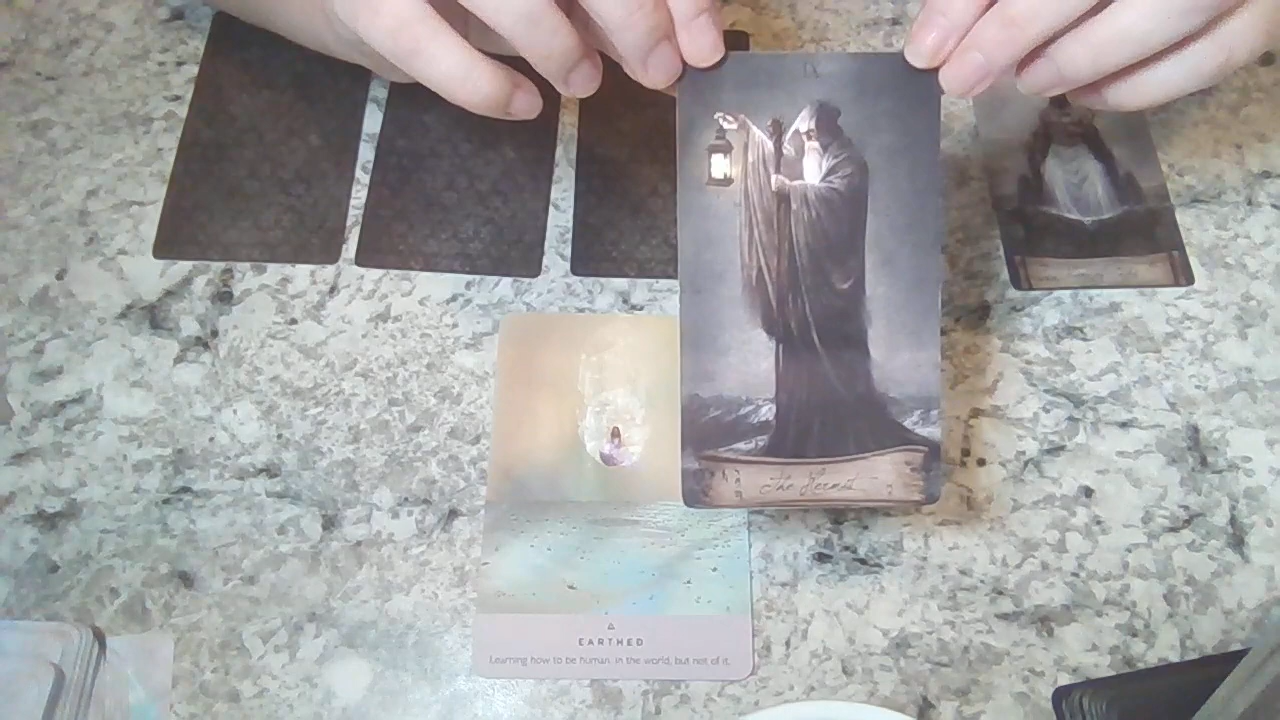 IX
The Hermit
EARTHED
Learning how to be human. In the world, but not of it.